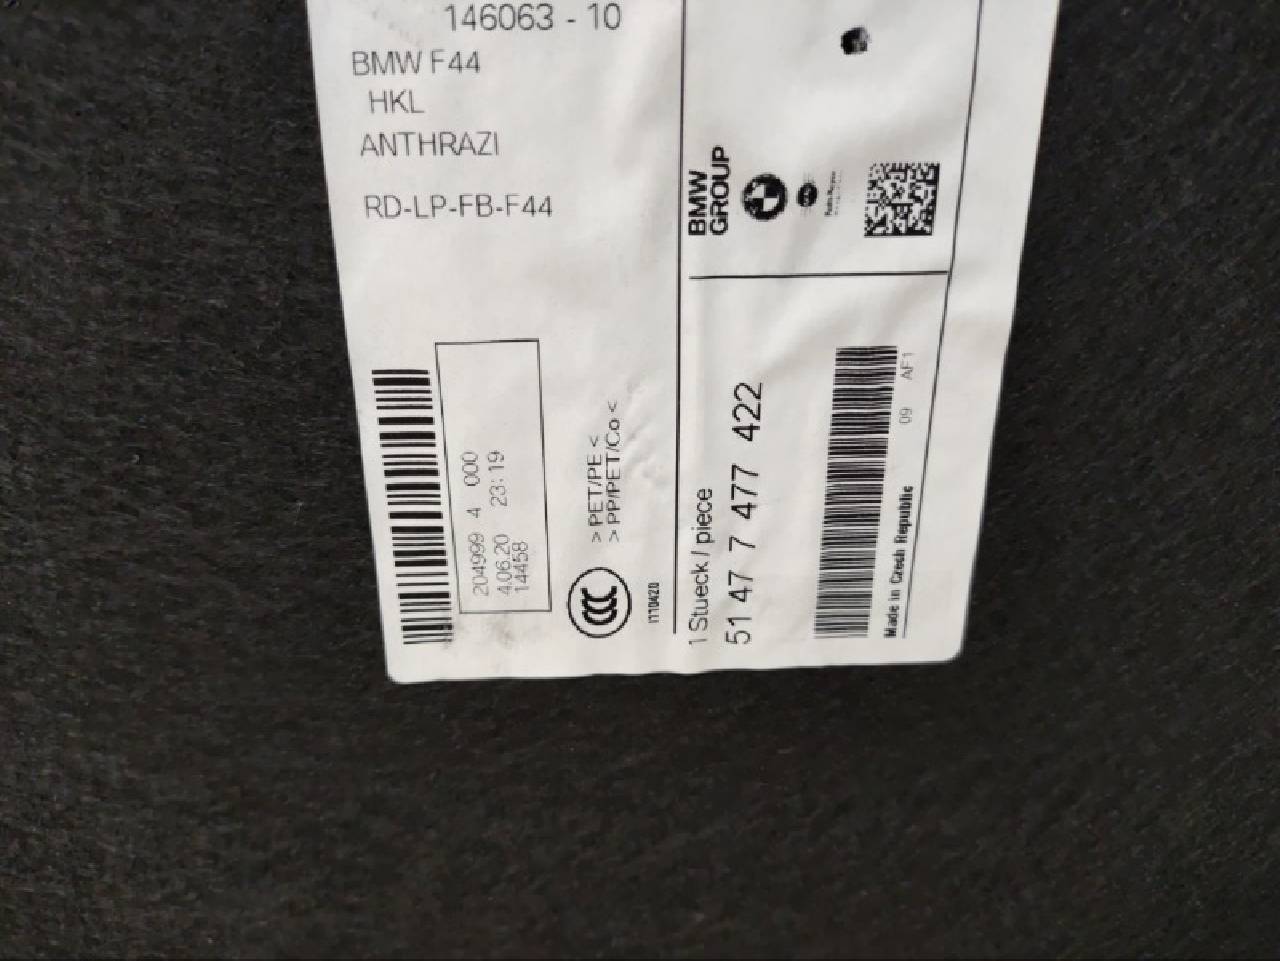 146063 - 10
BMW F44
HKL
ANTHRAZI
RD-LP-FB-F44
204999 4 000
4.06.20 23:19
14458
> PET/PE <
> PP/PET/Co <
CCC
1110420
BMW
GROUP
1 Stueck / piece
51 47 7 477 422
Made in Czech Republic 09 AF1